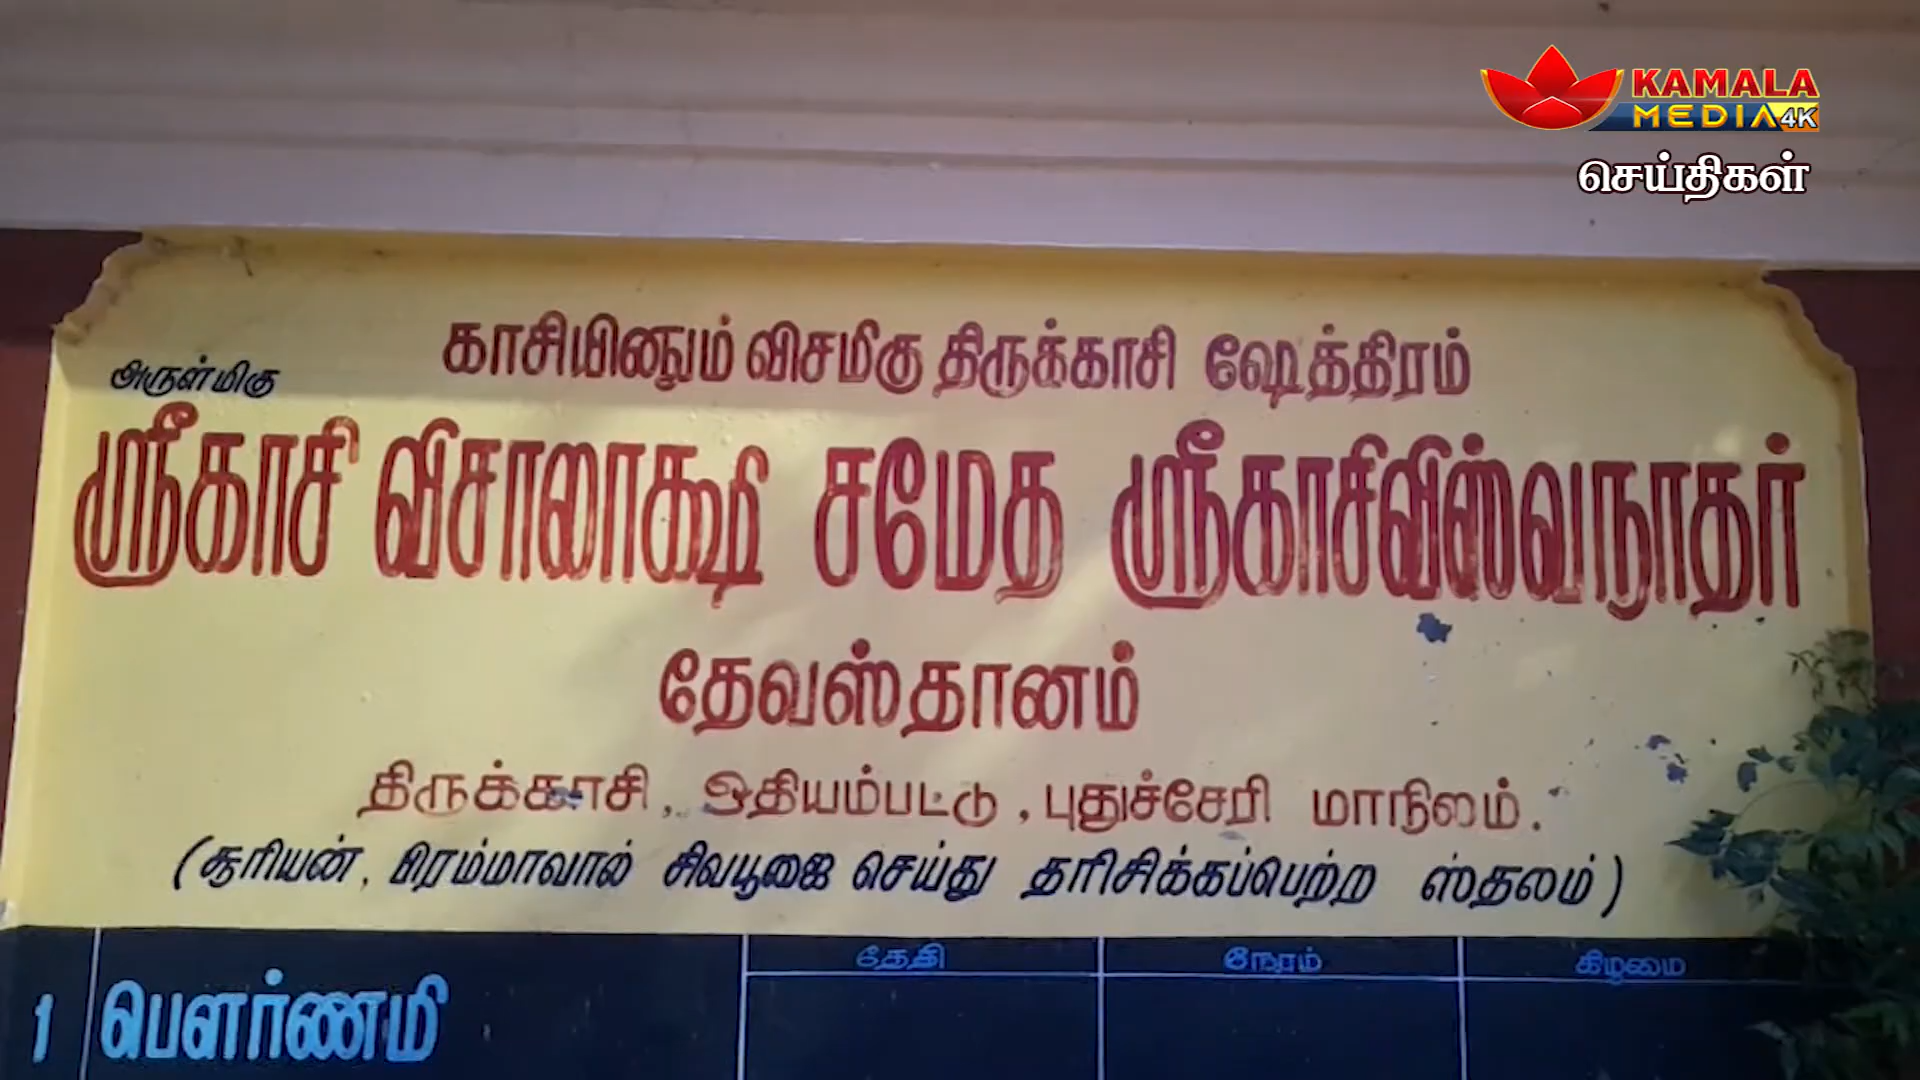 KAMALA
MEDIA 4K
செய்திகள்
காசியினும் விசமிகு திருக்காசி ஷேத்திரம்
அருள்மிகு
ஸ்ரீகாசி விசாலாக்ஷி சமேத ஸ்ரீகாசிவிஸ்வநாதர்
தேவஸ்தானம்
திருக்காசி, ஒதியம்பட்டு, புதுச்சேரி மாநிலம்.
(சூரியன், பிரம்மாவால் சிவபூஜை செய்து தரிசிக்கப்பெற்ற ஸ்தலம்)
தேதி நேரம் கிழமை
1 பௌர்ணமி